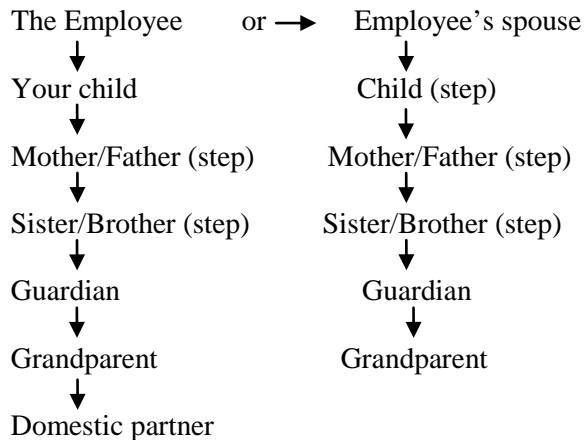 The Employee or Employee’s spouse
Your child Child (step)
Mother/Father (step) Mother/Father (step)
Sister/Brother (step) Sister/Brother (step)
Guardian Guardian
Grandparent Grandparent
Domestic partner